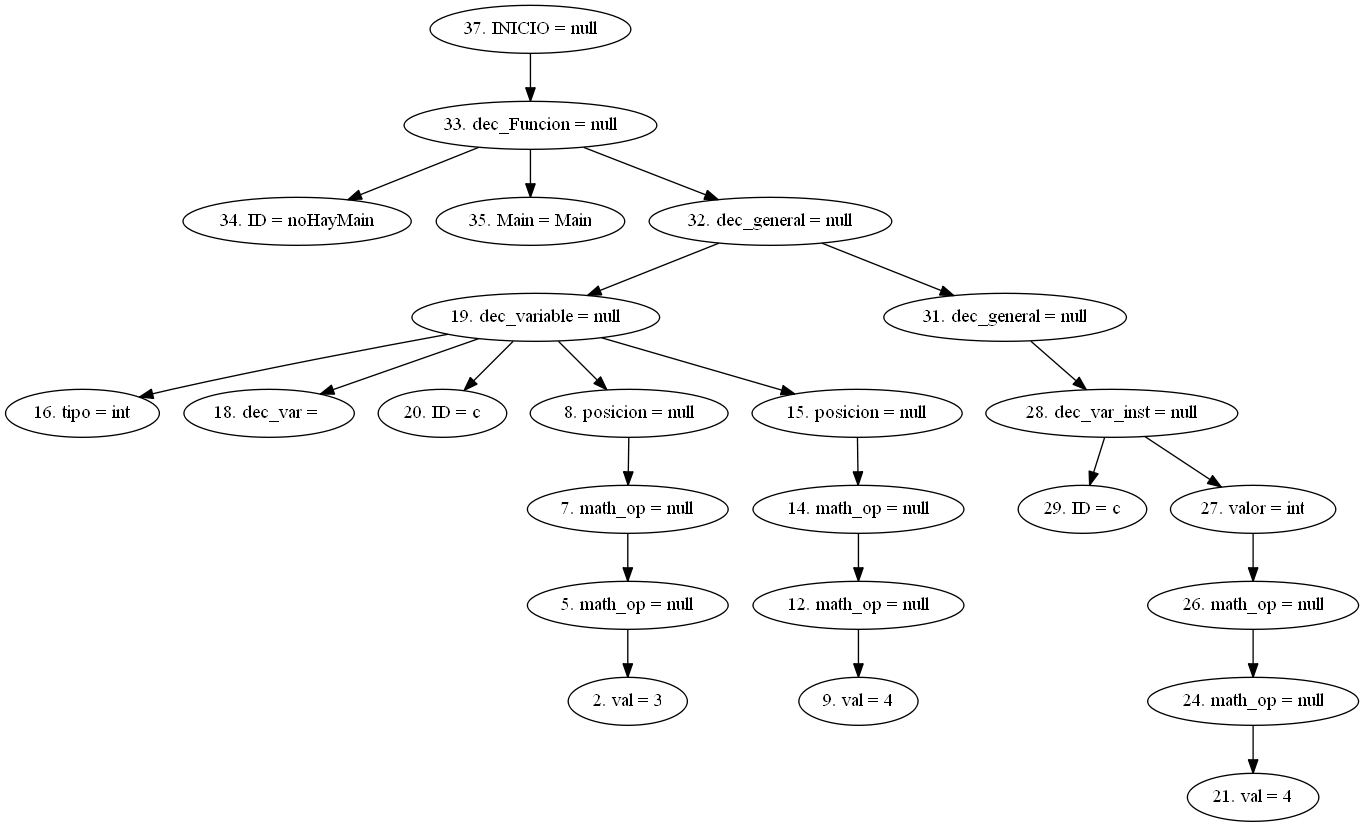 37. INICIO = null
33. dec_Funcion = null
34. ID = noHayMain
35. Main = Main
32. dec_general = null
19. dec_variable = null
31. dec_general = null
16. tipo = int
18. dec_var =
20. ID = c
8. posicion = null
15. posicion = null
28. dec_var_inst = null
7. math_op = null
14. math_op = null
29. ID = c
27. valor = int
5. math_op = null
12. math_op = null
26. math_op = null
2. val = 3
9. val = 4
24. math_op = null
21. val = 4